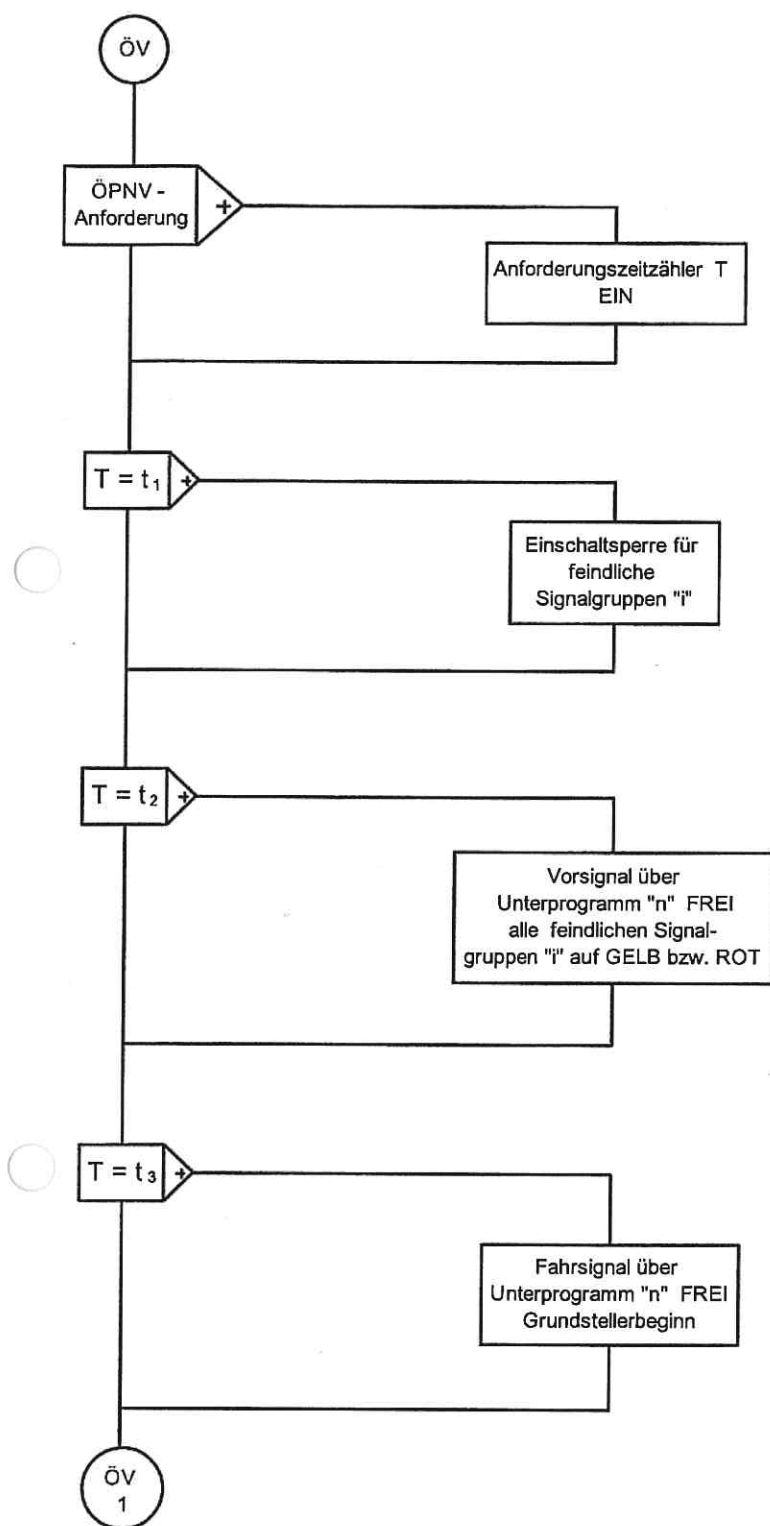 ÖV
ÖPNV -
Anforderung
+
Anforderungszeitzähler T
EIN
T = t₁
+
Einschaltsperre für
feindliche
Signalgruppen "i"
T = t₂
+
Vorsignal über
Unterprogramm "n" FREI
alle feindlichen Signal-
gruppen "i" auf GELB bzw. ROT
T = t₃
+
Fahrsignal über
Unterprogramm "n" FREI
Grundstellerbeginn
ÖV
1